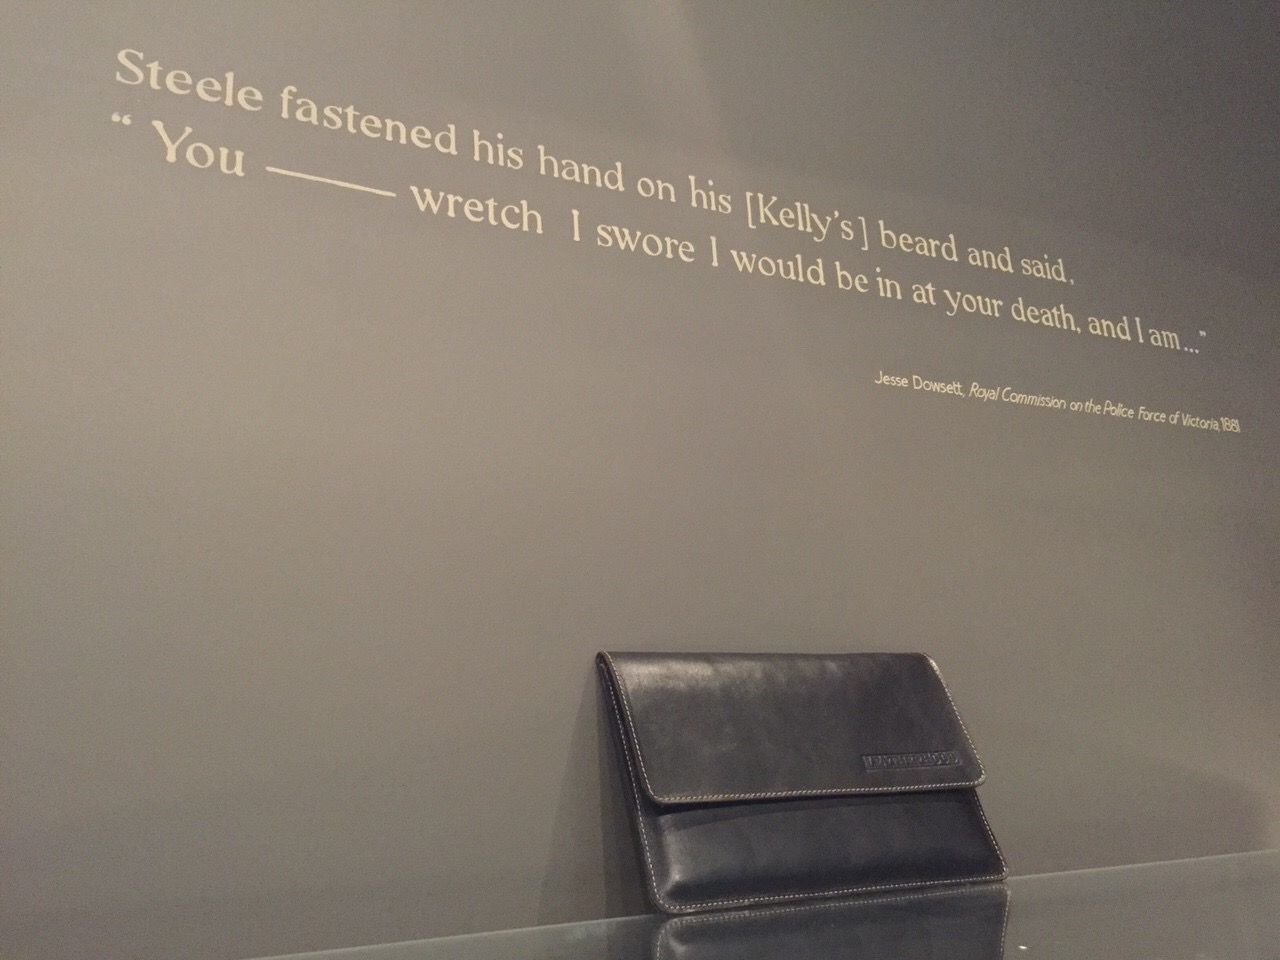 Steele fastened his hand on his [Kelly's] beard and said,
“ You —— wretch I swore I would be in at your death, and I am...”
Jesse Dowsett, Royal Commission on the Police Force of Victoria, 1881
LEATHERHOOD